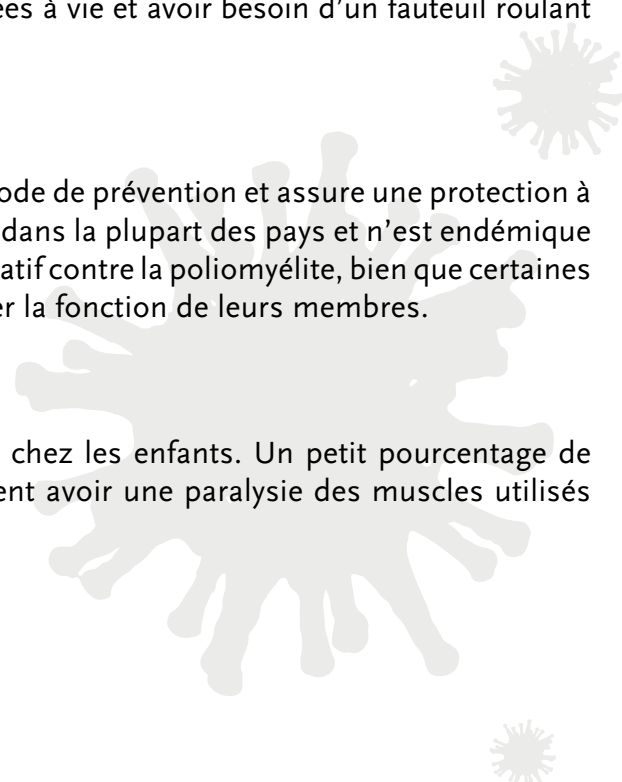 ées à vie et avoir besoin d’un fauteuil roulant
ode de prévention et assure une protection à
dans la plupart des pays et n’est endémique
atif contre la poliomyélite, bien que certaines
er la fonction de leurs membres.
chez les enfants. Un petit pourcentage de
ent avoir une paralysie des muscles utilisés